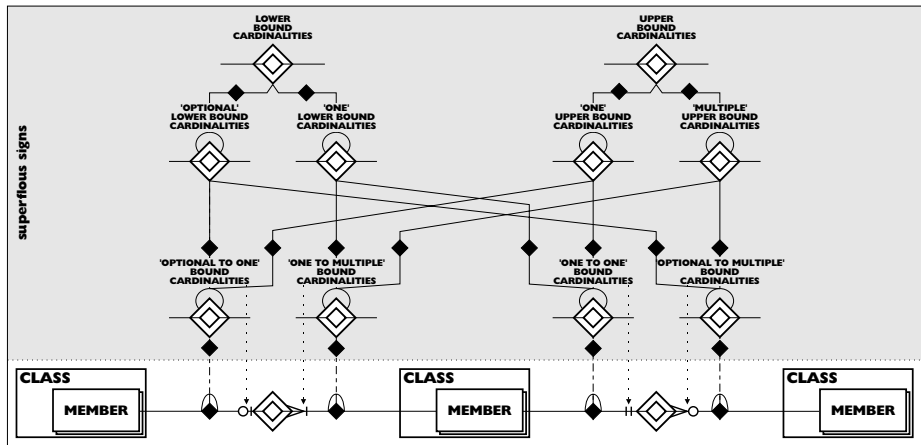 LOWER
BOUND
CARDINALITIES
UPPER
BOUND
CARDINALITIES
'OPTIONAL'
LOWER BOUND
CARDINALITIES
'ONE'
LOWER BOUND
CARDINALITIES
'ONE'
UPPER BOUND
CARDINALITIES
'MULTIPLE'
UPPER BOUND
CARDINALITIES
superflous signs
'OPTIONAL TO ONE'
BOUND
CARDINALITIES
'ONE TO MULTIPLE'
BOUND
CARDINALITIES
'ONE TO ONE'
BOUND
CARDINALITIES
'OPTIONAL TO MULTIPLE'
BOUND
CARDINALITIES
CLASS
MEMBER
CLASS
MEMBER
CLASS
MEMBER